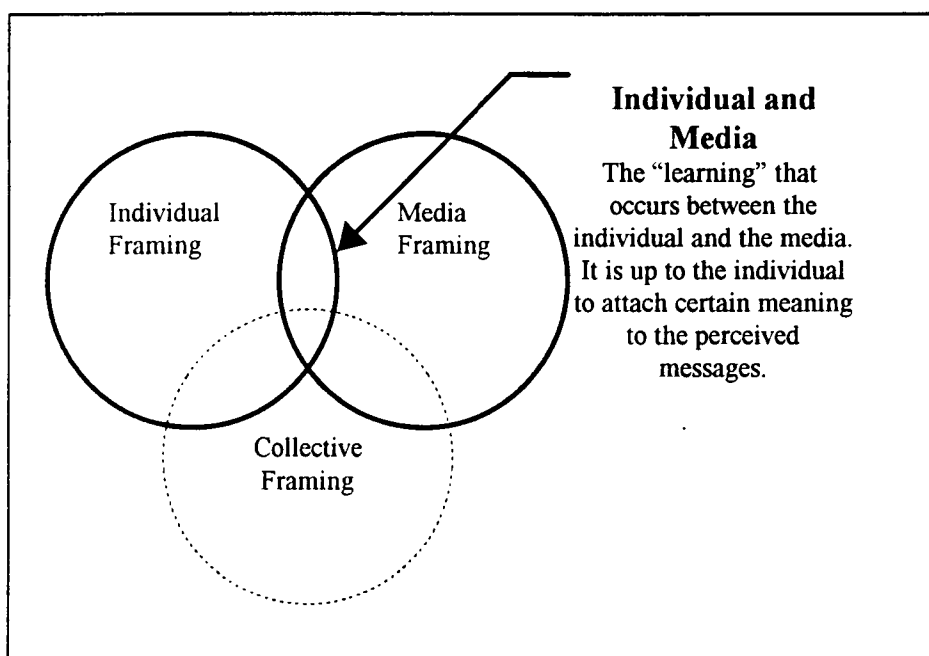 Individual and
Media
The “learning” that
occurs between the
individual and the media.
It is up to the individual
to attach certain meaning
to the perceived
messages.
Individual
Framing
Media
Framing
Collective
Framing